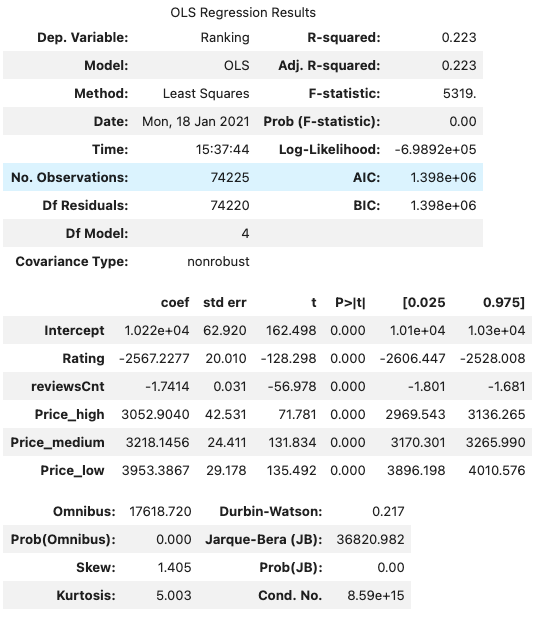 OLS Regression Results
Dep. Variable: Ranking R-squared: 0.223
Model: OLS Adj. R-squared: 0.223
Method: Least Squares F-statistic: 5319.
Date: Mon, 18 Jan 2021 Prob (F-statistic): 0.00
Time: 15:37:44 Log-Likelihood: -6.9892e+05
No. Observations: 74225 AIC: 1.398e+06
Df Residuals: 74220 BIC: 1.398e+06
Df Model: 4
Covariance Type: nonrobust
coef std err t P>|t| [0.025 0.975]
Intercept 1.022e+04 62.920 162.498 0.000 1.01e+04 1.03e+04
Rating -2567.2277 20.010 -128.298 0.000 -2606.447 -2528.008
reviewsCnt -1.7414 0.031 -56.978 0.000 -1.801 -1.681
Price_high 3052.9040 42.531 71.781 0.000 2969.543 3136.265
Price_medium 3218.1456 24.411 131.834 0.000 3170.301 3265.990
Price_low 3953.3867 29.178 135.492 0.000 3896.198 4010.576
Omnibus: 17618.720 Durbin-Watson: 0.217
Prob(Omnibus): 0.000 Jarque-Bera (JB): 36820.982
Skew: 1.405 Prob(JB): 0.00
Kurtosis: 5.003 Cond. No. 8.59e+15